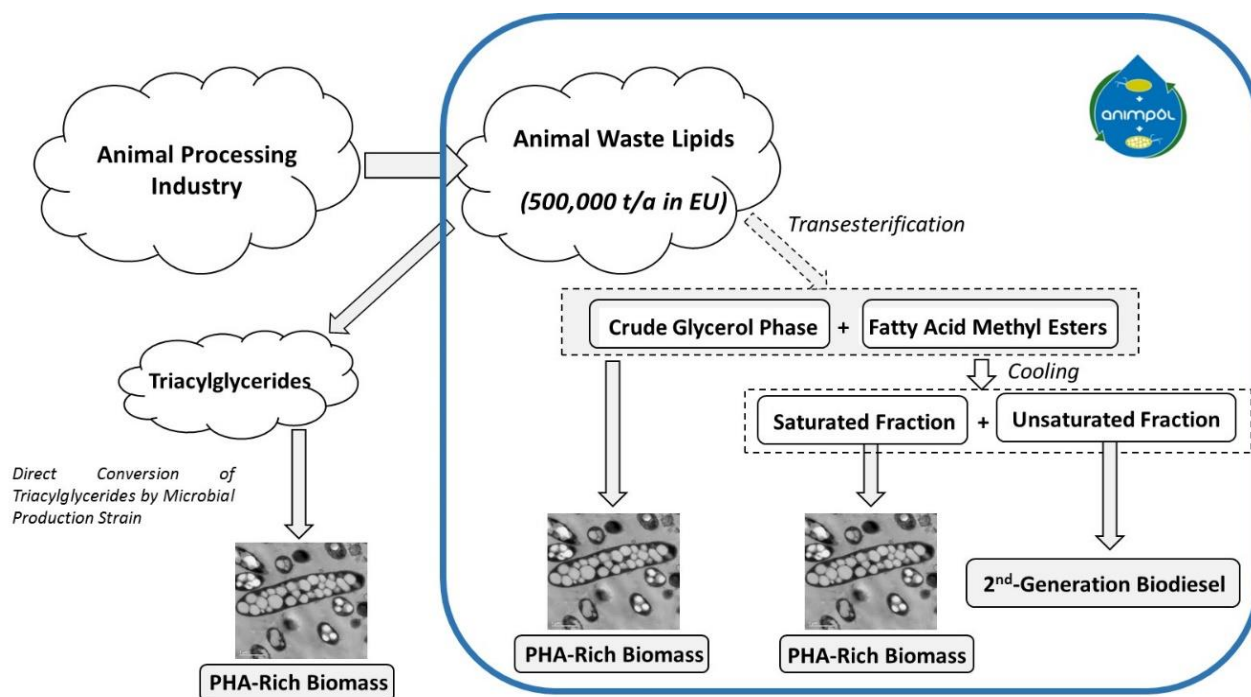 Animal Processing
Industry
Animal Waste Lipids
(500,000 t/a in EU)
+
animpôl
+
Transesterification
Crude Glycerol Phase + Fatty Acid Methyl Esters
Cooling
Triacylglycerides
Saturated Fraction + Unsaturated Fraction
Direct Conversion of
Triacylglycerides by Microbial
Production Strain
2nd-Generation Biodiesel
PHA-Rich Biomass
PHA-Rich Biomass
PHA-Rich Biomass